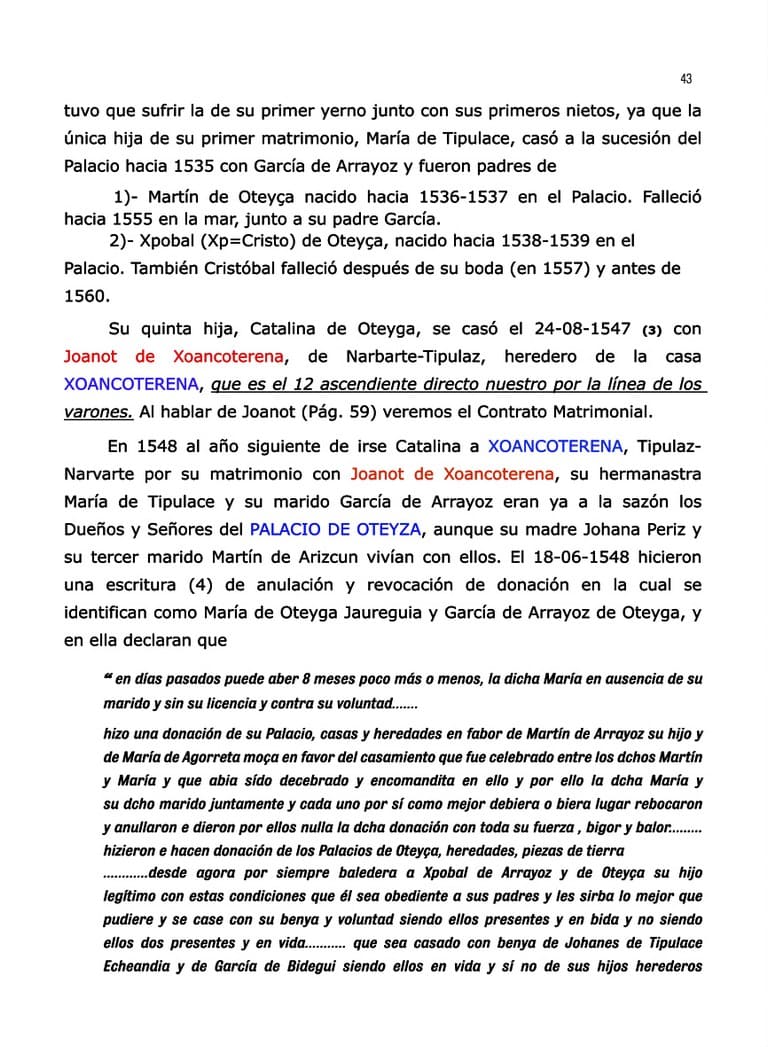 43
tuvo que sufrir la de su primer yerno junto con sus primeros nietos, ya que la
única hija de su primer matrimonio, María de Tipulace, casó a la sucesión del
Palacio hacia 1535 con García de Arrayoz y fueron padres de
1)- Martín de Oteyça nacido hacia 1536-1537 en el Palacio. Falleció
hacia 1555 en la mar, junto a su padre García.
2)- Xpobal (Xp=Cristo) de Oteyça, nacido hacia 1538-1539 en el
Palacio. También Cristóbal falleció después de su boda (en 1557) y antes de
1560.
Su quinta hija, Catalina de Oteyga, se casó el 24-08-1547 (3) con
Joanot de Xoancoterena, de Narbarte-Tipulaz, heredero de la casa
XOANCOTERENA, que es el 12 ascendiente directo nuestro por la línea de los
varones. Al hablar de Joanot (Pág. 59) veremos el Contrato Matrimonial.
En 1548 al año siguiente de irse Catalina a XOANCOTERENA, Tipulaz-
Narvarte por su matrimonio con Joanot de Xoancoterena, su hermanastra
María de Tipulace y su marido García de Arrayoz eran ya a la sazón los
Dueños y Señores del PALACIO DE OTEYZA, aunque su madre Johana Periz y
su tercer marido Martín de Arizcun vivían con ellos. El 18-06-1548 hicieron
una escritura (4) de anulación y revocación de donación en la cual se
identifican como María de Oteyga Jaureguia y García de Arrayoz de Oteyga, y
en ella declaran que
“ en días pasados puede aber 8 meses poco más o menos, la dicha María en ausencia de su
marido y sin su licencia y contra su voluntad.......
hizo una donación de su Palacio, casas y heredades en fabor de Martín de Arrayoz su hijo y
de María de Agorreta moça en favor del casamiento que fue celebrado entre los dchos Martín
y María y que abia sído decebrado y encomandita en ello y por ello la dcha María y
su dcho marido juntamente y cada uno por sí como mejor debiera o biera lugar rebocaron
y anullaron e dieron por ellos nulla la dcha donación con toda su fuerza , bigor y balor.........
hizieron e hacen donación de los Palacios de Oteyça, heredades, piezas de tierra
............desde agora por siempre baledera a Xpobal de Arrayoz y de Oteyça su hijo
legítimo con estas condiciones que él sea obediente a sus padres y les sirba lo mejor que
pudiere y se case con su benya y voluntad siendo ellos presentes y en bida y no siendo
ellos dos presentes y en vida........... que sea casado con benya de Johanes de Tipulace
Echeandia y de García de Bidegui siendo ellos en vida y sí no de sus hijos herederos